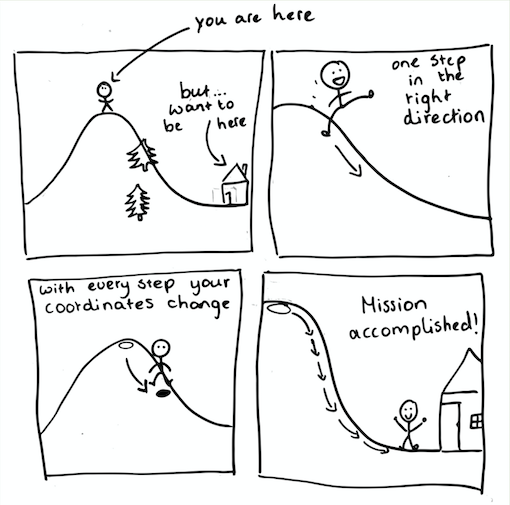 you are here
but...
want to
be here
one step
in the
right
direction
with every step your
coordinates change
Mission
accomplished!